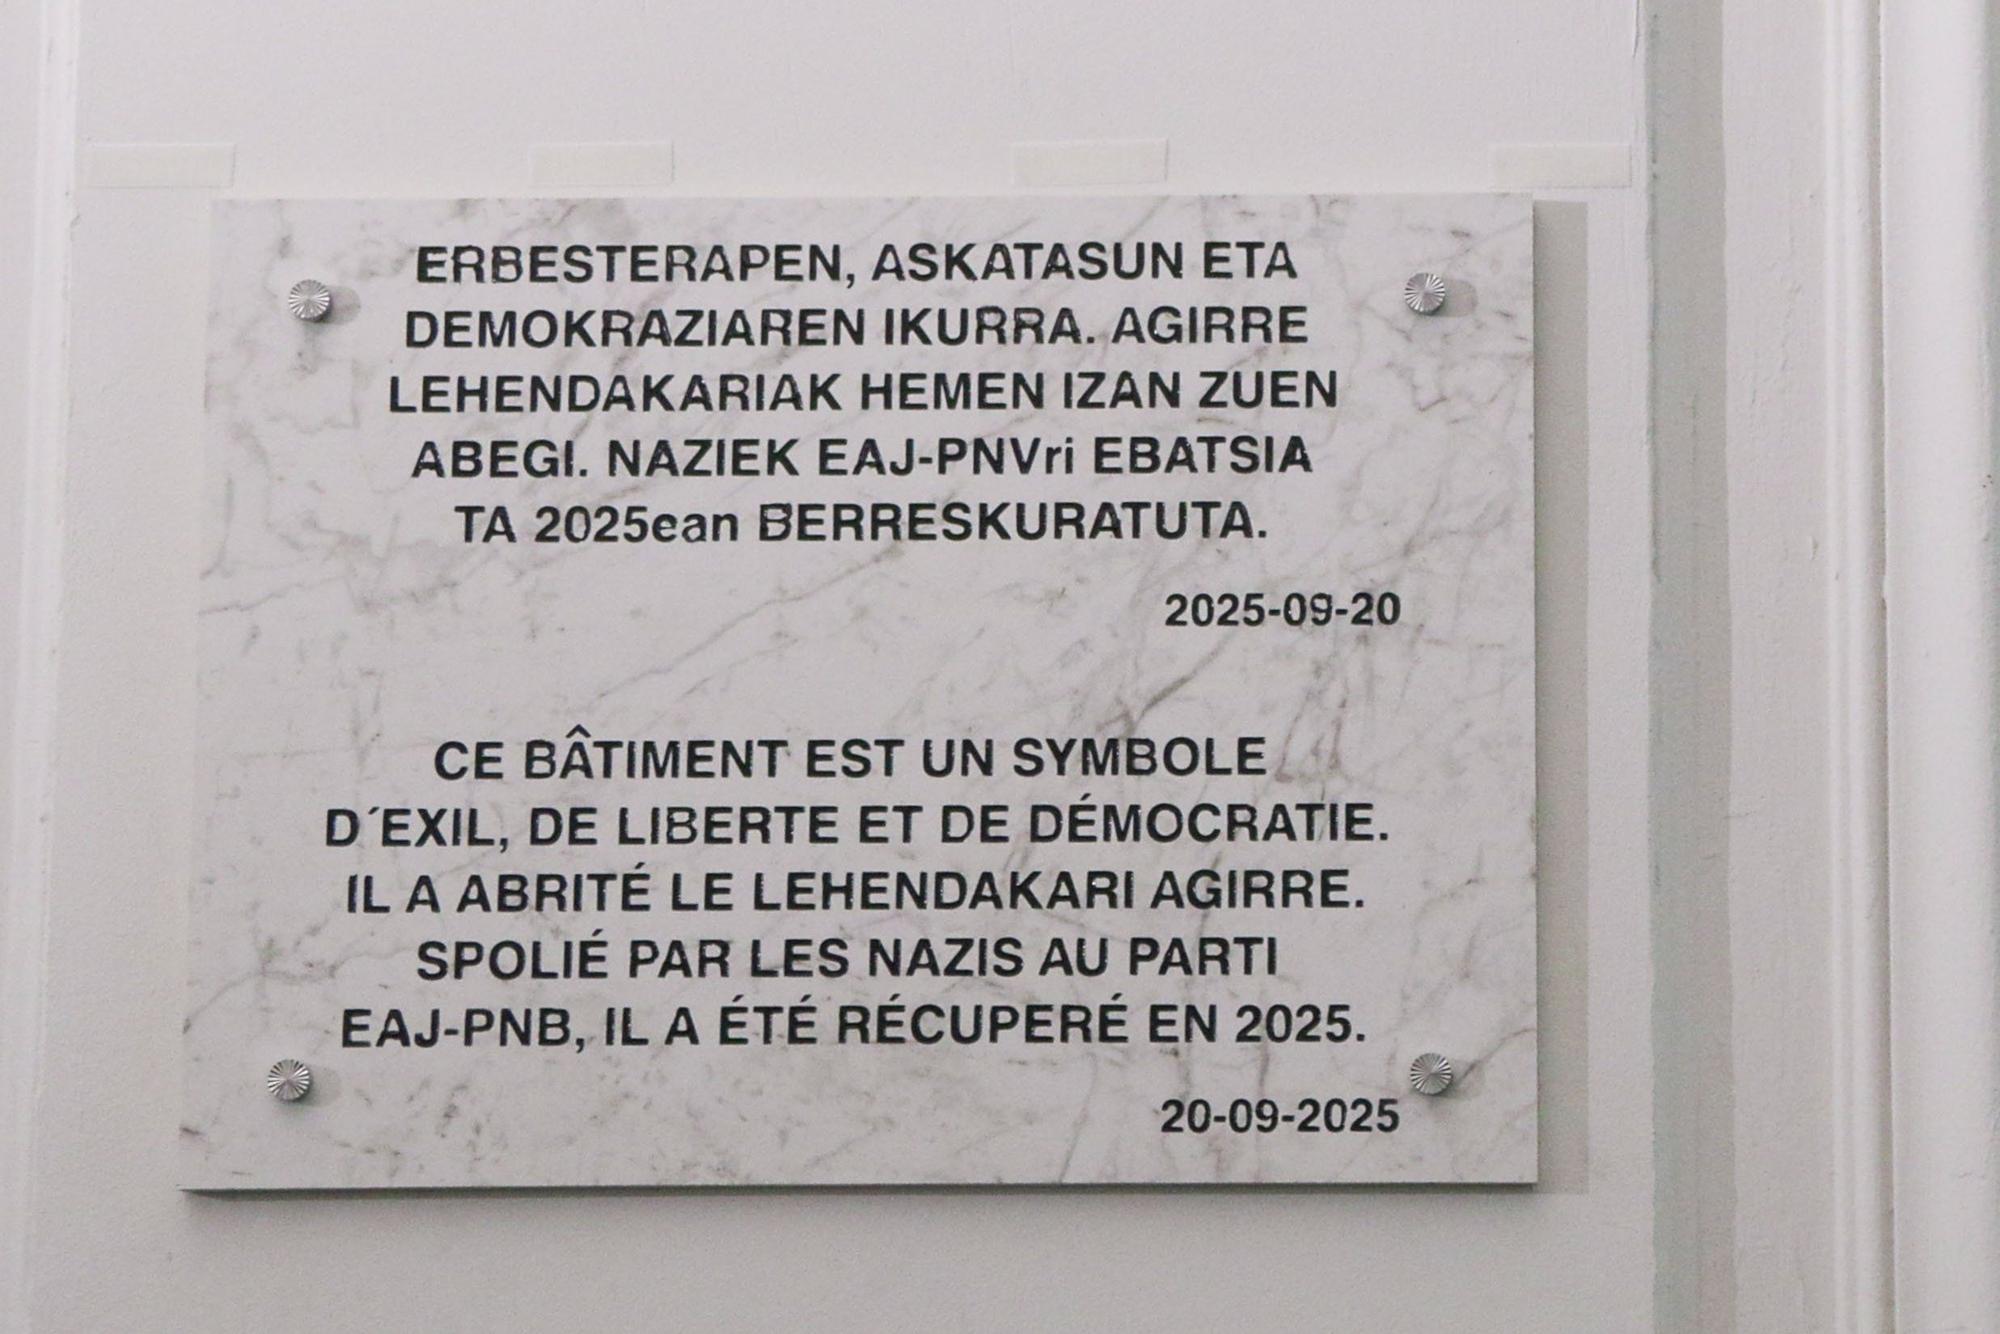 ERBESTERAPEN, ASKATASUN ETA
DEMOKRAZIAREN IKURRA. AGIRRE
LEHENDAKARIAK HEMEN IZAN ZUEN
ABEGI. NAZIEK EAJ-PNVri EBATSIA
TA 2025ean BERRESKURATUTA.
2025-09-20
CE BÂTIMENT EST UN SYMBOLE
D´EXIL, DE LIBERTE ET DE DÉMOCRATIE.
IL A ABRITÉ LE LEHENDAKARI AGIRRE.
SPOLIÉ PAR LES NAZIS AU PARTI
EAJ-PNB, IL A ÉTÉ RÉCUPERÉ EN 2025.
20-09-2025